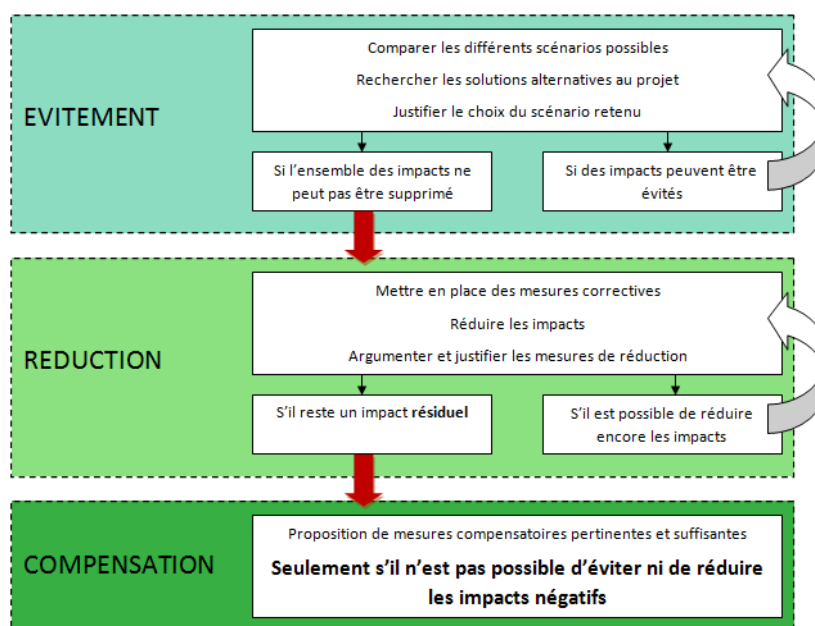 EVITEMENT
Comparer les différents scénarios possibles
Rechercher les solutions alternatives au projet
Justifier le choix du scénario retenu
Si l'ensemble des impacts ne
peut pas être supprimé
Si des impacts peuvent être
évités
REDUCTION
Mettre en place des mesures correctives
Réduire les impacts
Argumenter et justifier les mesures de réduction
S'il reste un impact résiduel
S'il est possible de réduire
encore les impacts
COMPENSATION
Proposition de mesures compensatoires pertinentes et suffisantes
Seulement s'il n'est pas possible d'éviter ni de réduire
les impacts négatifs